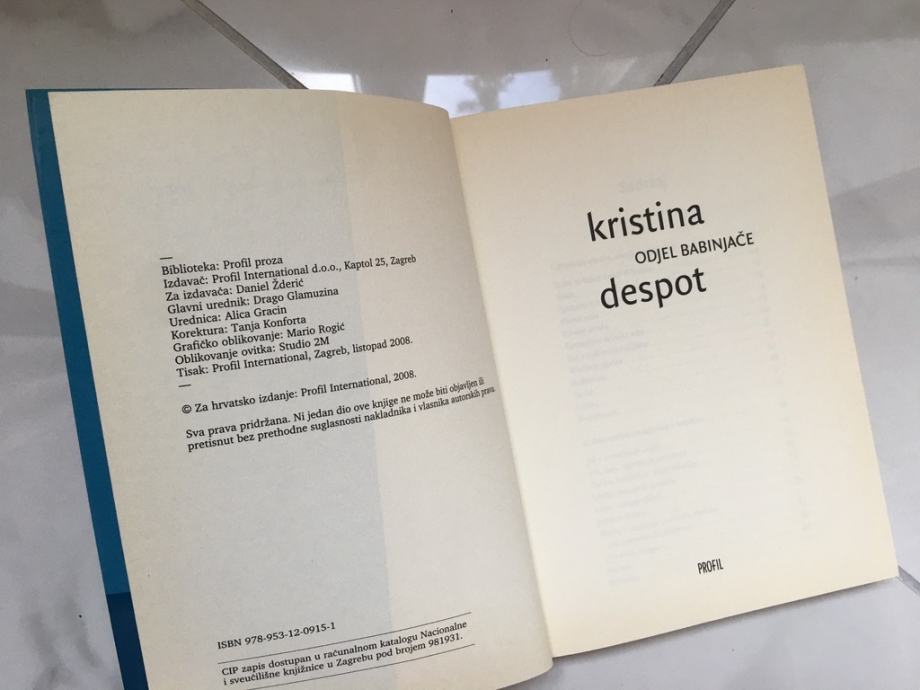 —
Biblioteka: Profil proza
Izdavač: Profil International d.o.o., Kaptol 25, Zagreb
Za izdavača: Daniel Žderić
Glavni urednik: Drago Glamuzina
Urednica: Alica Gracin
Korektura: Tanja Konforta
Grafičko oblikovanje: Mario Rogić
Oblikovanje ovitka: Studio 2M
Tisak: Profil International, Zagreb, listopad 2008.
—
© Za hrvatsko izdanje: Profil International, 2008.
Sva prava pridržana. Ni jedan dio ove knjige ne može biti objavljen ili
pretisnut bez prethodne suglasnosti nakladnika i vlasnika autorskih prava.
ISBN 978-953-12-0915-1
CIP zapis dostupan u računalnom katalogu Nacionalne
i sveučilišne knjižnice u Zagrebu pod brojem 981931.
kristina
ODJEL BABINJAČE
despot
PROFIL